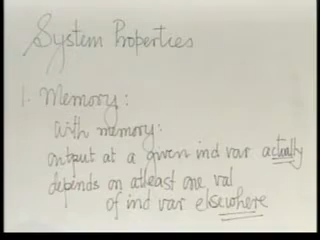 System Properties
1. Memory:
With memory:
output at a given ind var actually
depends on atleast one val
of ind var elsewhere